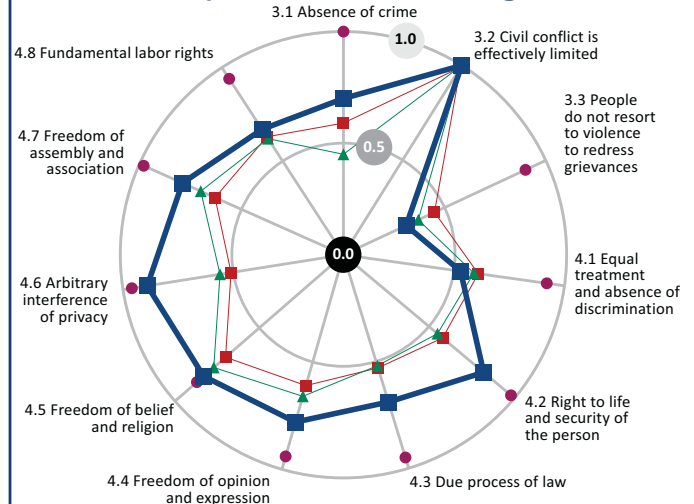 3.1 Absence of crime
1.0
3.2 Civil conflict is
effectively limited
4.8 Fundamental labor rights
3.3 People
do not resort
to violence
to redress
grievances
0.5
4.7 Freedom of
assembly and
association
0.0
4.1 Equal
treatment
and absence of
discrimination
4.6 Arbitrary
interference
of privacy
4.2 Right to life
and security of
the person
4.5 Freedom of belief
and religion
4.4 Freedom of opinion
and expression
4.3 Due process of law